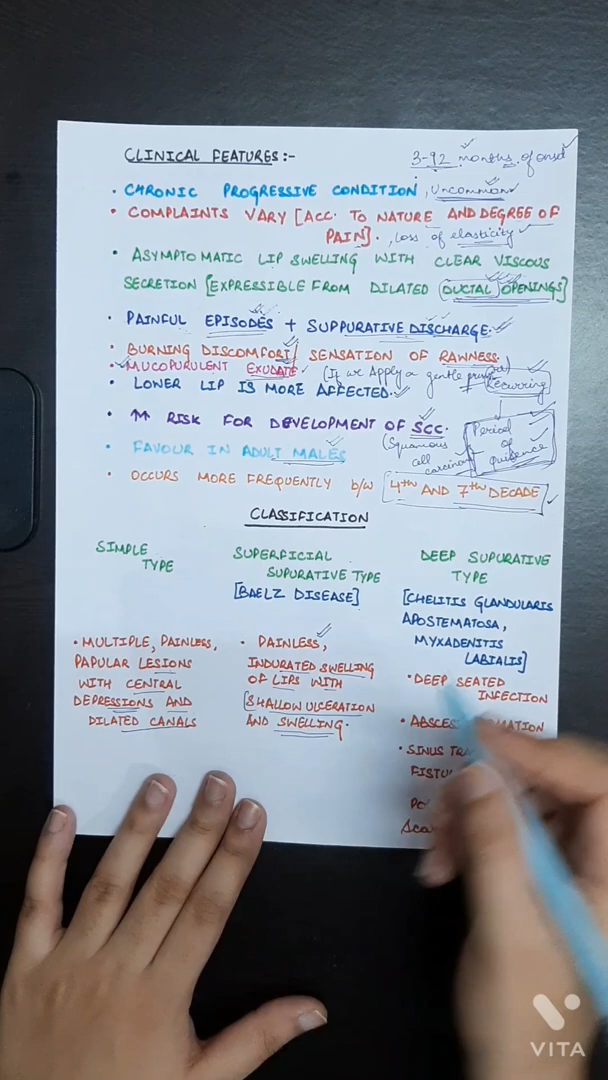 CLINICAL FEATURES:-
3-92 months of onset
• CHRONIC PROGRESSIVE CONDITION, Uncommon
• COMPLAINTS VARY [ACC. TO NATURE AND DEGREE OF
PAIN]. , Loss of elasticity
• ASYMPTOMATIC LIP SWELLING WITH CLEAR VISCOUS
SECRETION [EXPRESSIBLE FROM DILATED DUCTAL OPENINGS]
• PAINFUL EPISODES + SUPPURATIVE DISCHARGE.
• BURNING DISCOMFORT / SENSATION OF RAWNESS.
• MUCOPURULENT EXUDATE (If we Apply a gentle
• LOWER LIP IS MORE AFFECTED. Recurring
• ↑↑ RISK FOR DEVELOPMENT OF SCC.
(Squamous
cell
Period
of
• FAVOUR IN ADULT MALES
• OCCURS MORE FREQUENTLY b/w 4th AND 7th DECADE
CLASSIFICATION
SIMPLE
TYPE
• MULTIPLE, PAINLESS,
PAPULAR LESIONS
WITH CENTRAL
DEPRESSIONS AND
DILATED CANALS
SUPERFICIAL
SUPURATIVE TYPE
[BAELZ DISEASE]
• PAINLESS,
INDURATED SWELLING
OF LIPS WITH
SHALLOW ULCERATION
AND SWELLING.
DEEP SUPURATIVE
TYPE
[CHELITIS GLANDULARIS
APOSTEMATOSA,
MYXADENITIS
LABIALIS]
• DEEP SEATED
INFECTION
VITA